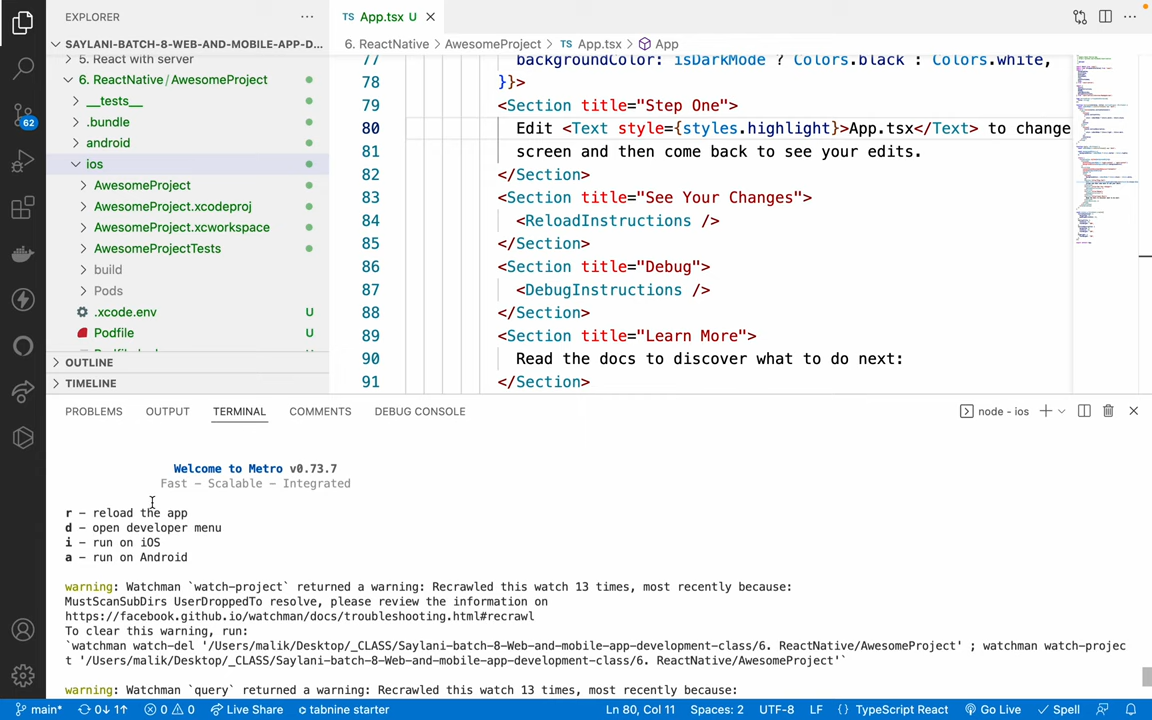 EXPLORER
TS App.tsx U
SAYLANI-BATCH-8-WEB-AND-MOBILE-APP-D...
6. ReactNative > AwesomeProject > TS App.tsx > App
5. React with server
6. ReactNative / AwesomeProject
__tests__
.bundle
android
ios
AwesomeProject
AwesomeProject.xcodeproj
AwesomeProject.xcworkspace
AwesomeProjectTests
build
Pods
.xcode.env U
Podfile U
OUTLINE
TIMELINE
77 backgroundColor: isDarkMode ? Colors.black : Colors.white,
78 }}>
79 <Section title="Step One">
80 Edit <Text style={styles.highlight}>App.tsx</Text> to change
81 screen and then come back to see your edits.
82 </Section>
83 <Section title="See Your Changes">
84 <ReloadInstructions />
85 </Section>
86 <Section title="Debug">
87 <DebugInstructions />
88 </Section>
89 <Section title="Learn More">
90 Read the docs to discover what to do next:
91 </Section>
62
PROBLEMS OUTPUT TERMINAL COMMENTS DEBUG CONSOLE
node - ios
Welcome to Metro v0.73.7
Fast - Scalable - Integrated
r - reload the app
d - open developer menu
i - run on iOS
a - run on Android
warning: Watchman `watch-project` returned a warning: Recrawled this watch 13 times, most recently because:
MustScanSubDirs UserDroppedTo resolve, please review the information on
https://facebook.github.io/watchman/docs/troubleshooting.html#recrawl
To clear this warning, run:
`watchman watch-del '/Users/malik/Desktop/_CLASS/Saylani-batch-8-Web-and-mobile-app-development-class/6. ReactNative/AwesomeProject' ; watchman watch-projec
t '/Users/malik/Desktop/_CLASS/Saylani-batch-8-Web-and-mobile-app-development-class/6. ReactNative/AwesomeProject'`
warning: Watchman `query` returned a warning: Recrawled this watch 13 times, most recently because:
main* 0↓ 1↑ 0 0 Live Share tabnine starter Ln 80, Col 11 Spaces: 2 UTF-8 LF {} TypeScript React Go Live Spell